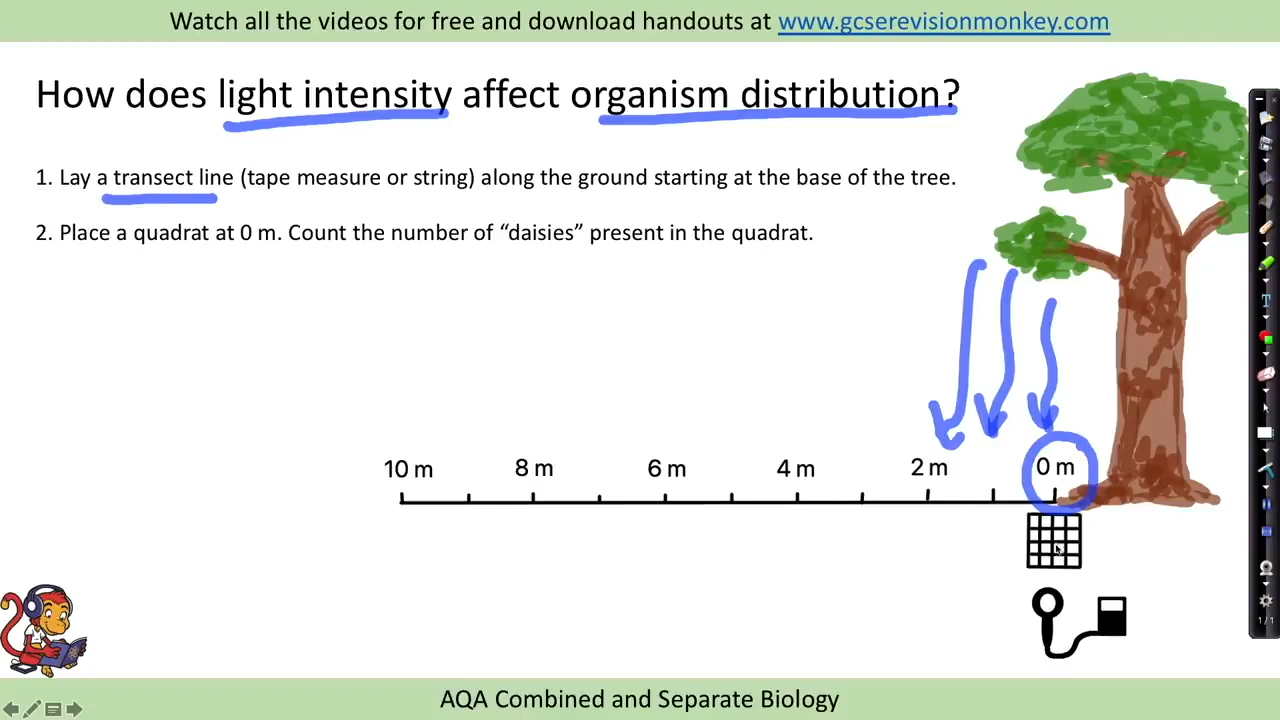 Watch all the videos for free and download handouts at www.gcserevisionmonkey.com
How does light intensity affect organism distribution?
1. Lay a transect line (tape measure or string) along the ground starting at the base of the tree.
2. Place a quadrat at 0 m. Count the number of “daisies” present in the quadrat.
10 m 8 m 6 m 4 m 2 m 0 m
T
1/1
AQA Combined and Separate Biology